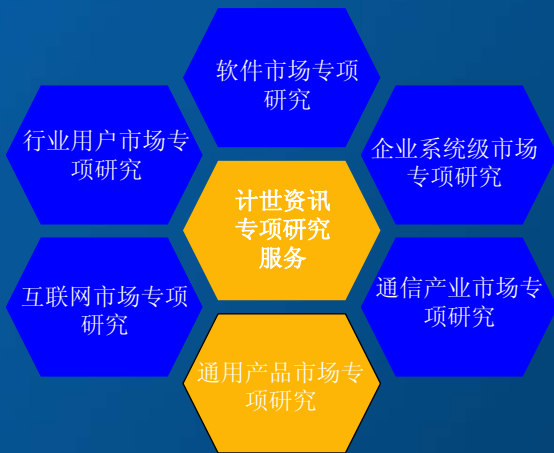 软件市场专项
研究
行业用户市场专
项研究
企业系统级市场
专项研究
计世资讯
专项研究
服务
互联网市场专项
研究
通信产业市场专
项研究
通用产品市场专
项研究